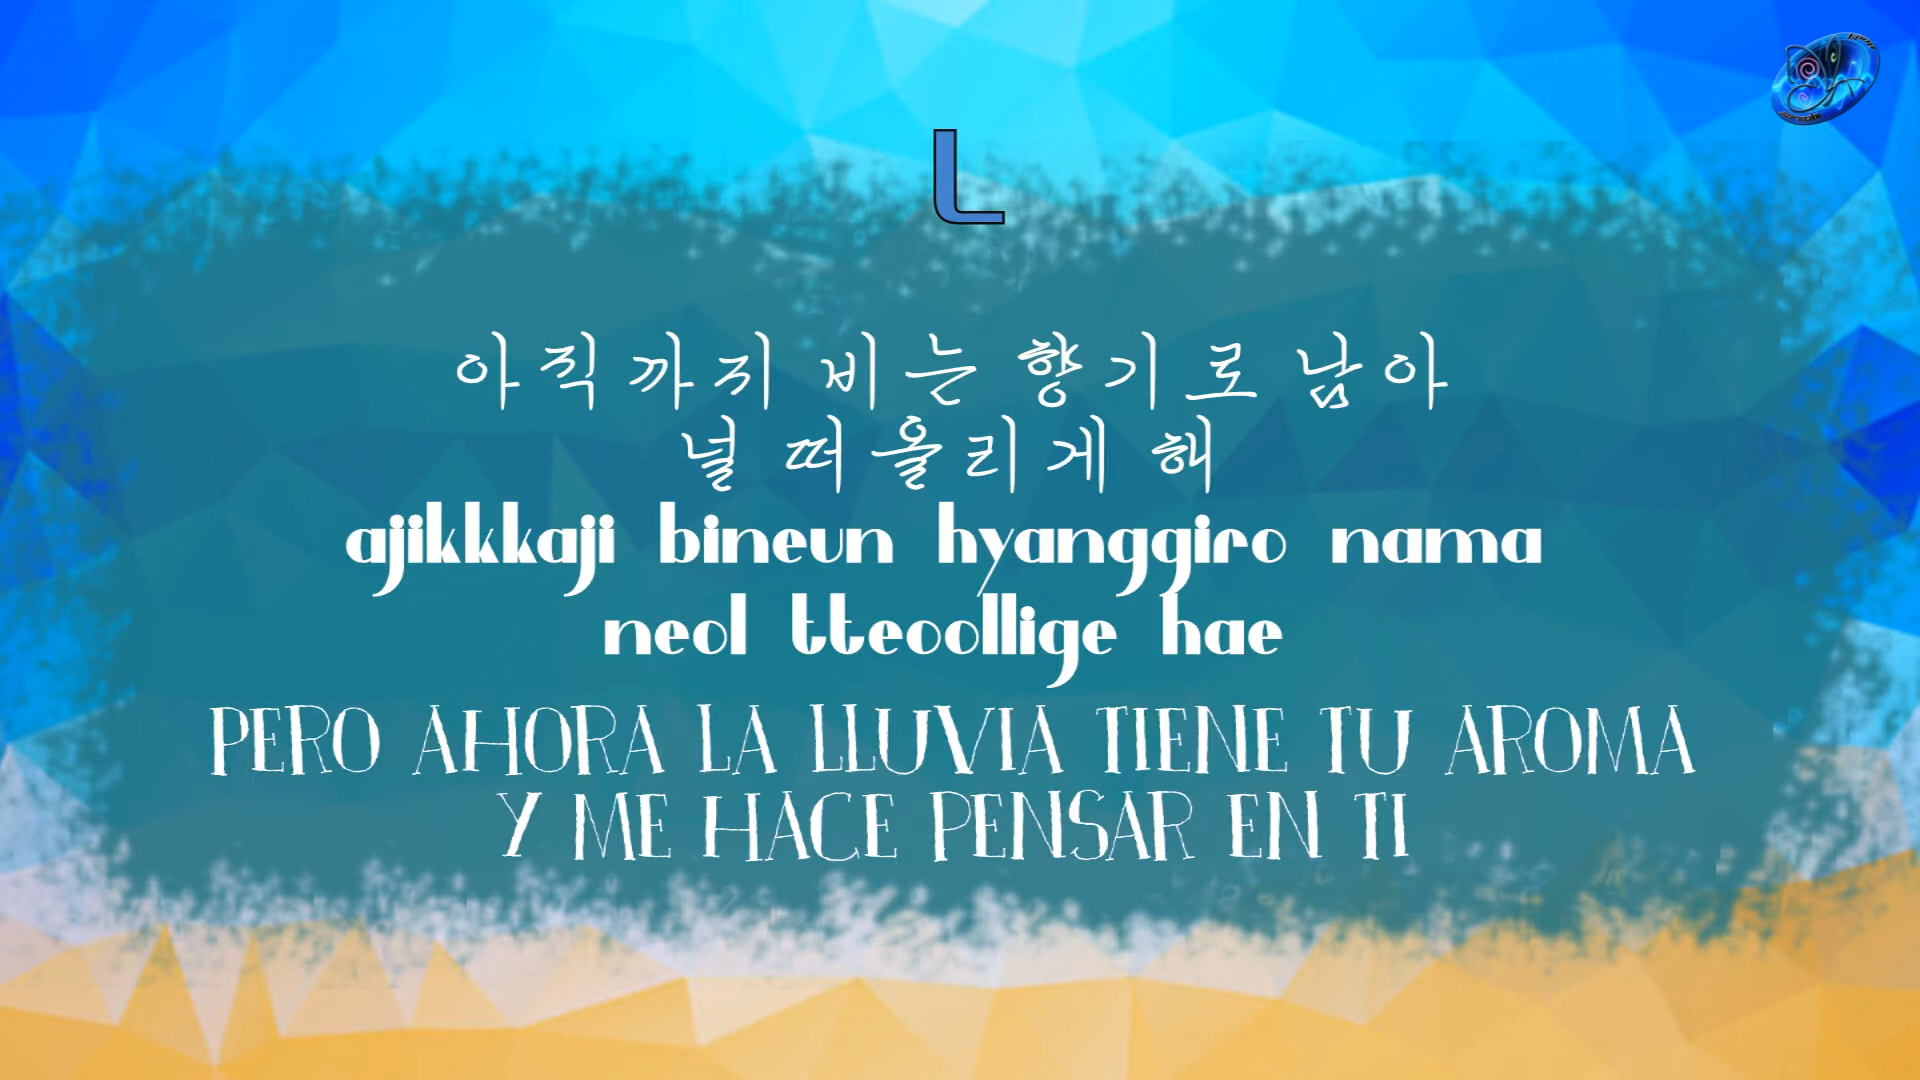 L
아직까지 비는 향기로 남아
널 떠올리게 해
ajikkkaji bineun hyanggiro nama
neol tteoollige hae
PERO AHORA LA LLUVIA TIENE TU AROMA
Y ME HACE PENSAR EN TI